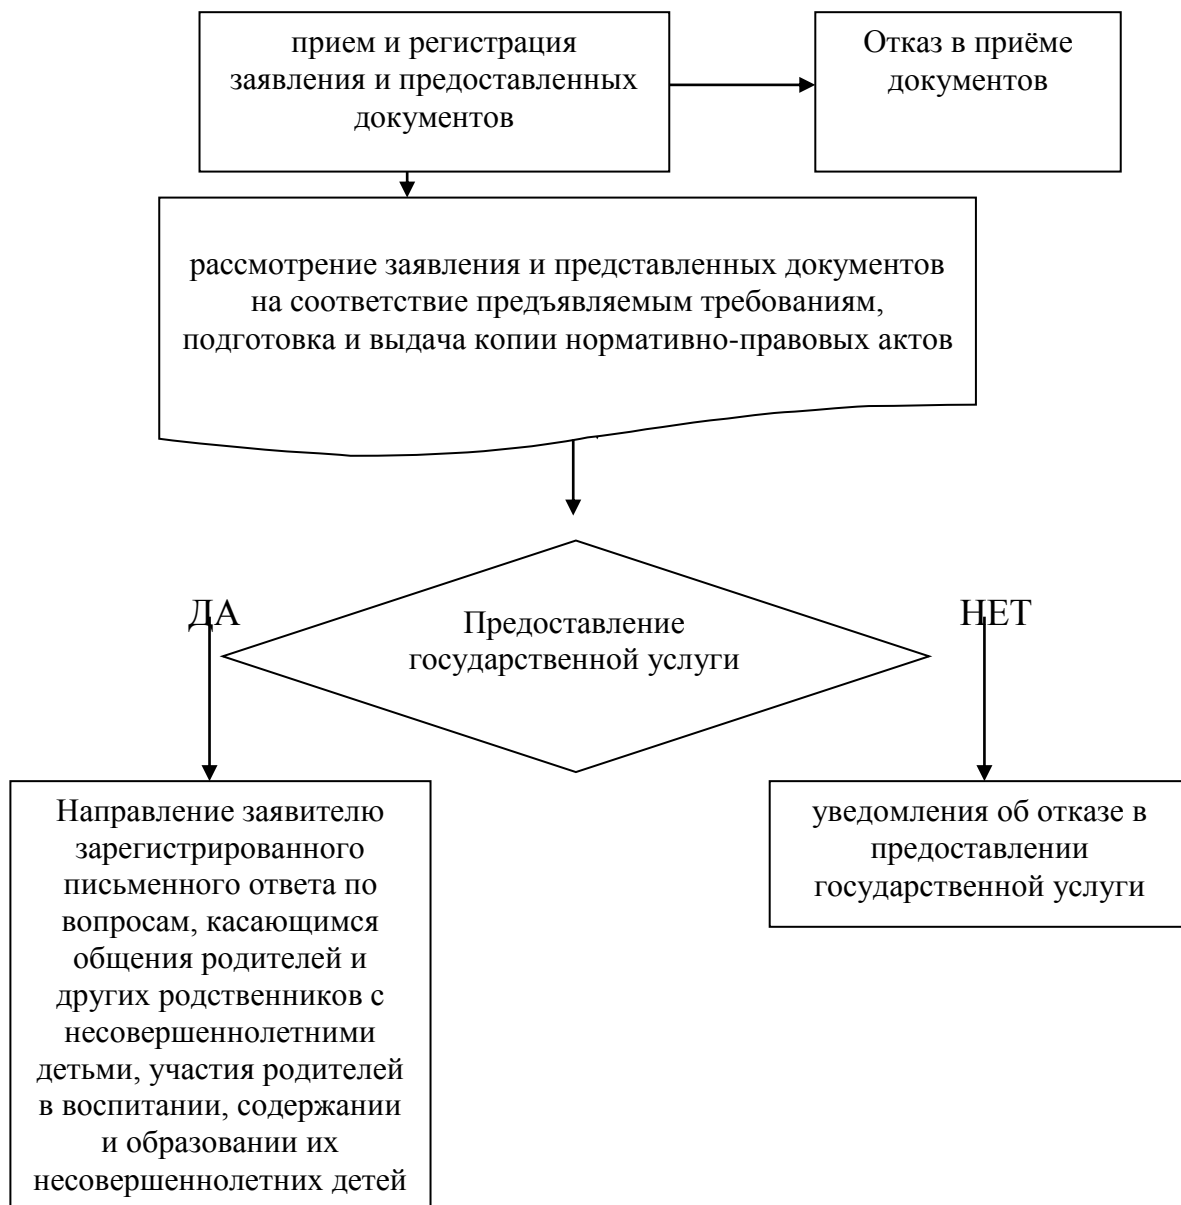 прием и регистрация
заявления и предоставленных
документов
Отказ в приёме
документов
рассмотрение заявления и представленных документов
на соответствие предъявляемым требованиям,
подготовка и выдача копии нормативно-правовых актов
ДА
Предоставление
государственной услуги
НЕТ
Направление заявителю
зарегистрированного
письменного ответа по
вопросам, касающимся
общения родителей и
других родственников с
несовершеннолетними
детьми, участия родителей
в воспитании, содержании
и образовании их
несовершеннолетних детей
уведомления об отказе в
предоставлении
государственной услуги